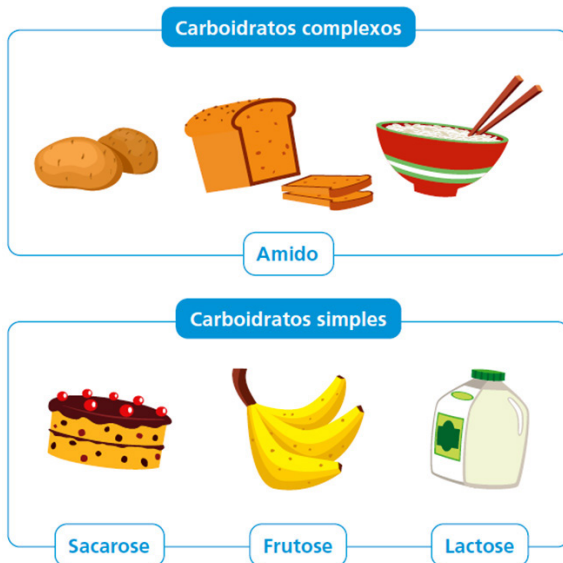 Carboidratos complexos
Amido
Carboidratos simples
Sacarose
Frutose
Lactose